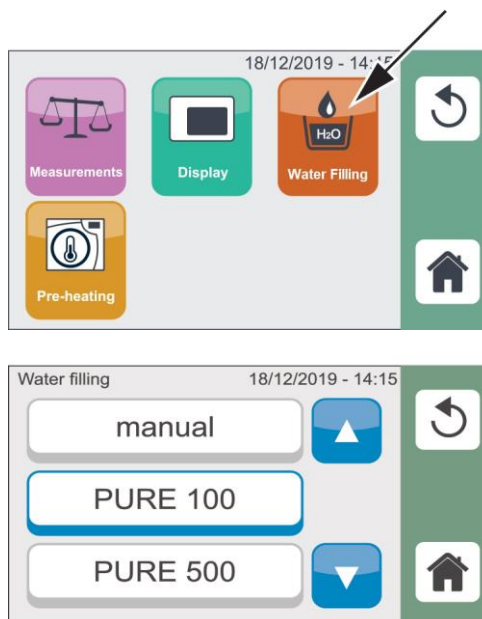 18/12/2019 - 14:15
H2O
Measurements
Display
Water Filling
Pre-heating
Water filling
18/12/2019 - 14:15
manual
PURE 100
PURE 500